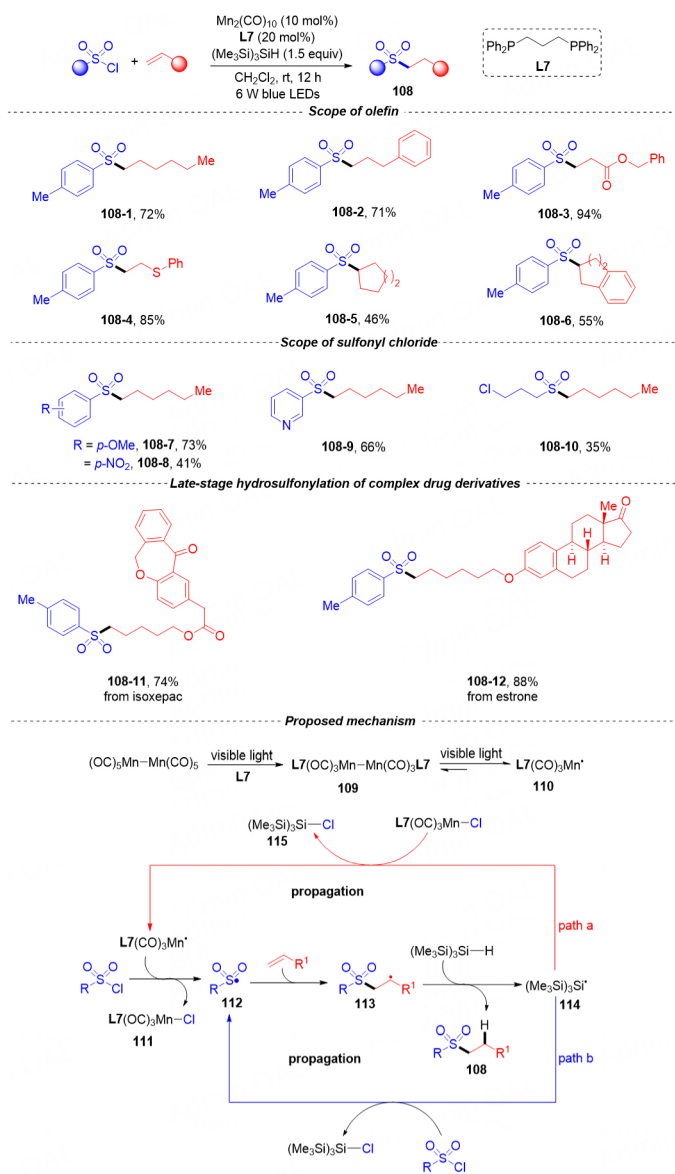 O O
S
Cl
+
Mn2(CO)10 (10 mol%)
L7 (20 mol%)
(Me3Si)3SiH (1.5 equiv)
CH2Cl2, rt, 12 h
6 W blue LEDs
O O
S
108
Ph2P PPh2
L7
Scope of olefin
O O
S
Me
Me
108-1, 72%
O O
S
Me
108-2, 71%
O O
S
O Ph
O
Me
108-3, 94%
O O
S
S Ph
Me
108-4, 85%
O O
S
)2
Me
108-5, 46%
O O
S
( )2
Me
108-6, 55%
Scope of sulfonyl chloride
O O
S
Me
R
R = p-OMe, 108-7, 73%
= p-NO2, 108-8, 41%
O O
S
Me
N
108-9, 66%
O O
Cl S
Me
108-10, 35%
Late-stage hydrosulfonylation of complex drug derivatives
O
O
Me
S
O O
O
O
108-11, 74%
from isoxepac
Me O
H
H H
O O
S
O
Me
108-12, 88%
from estrone
Proposed mechanism
(OC)5Mn—Mn(CO)5
visible light
L7
L7(OC)3Mn—Mn(CO)3L7
109
visible light
L7(CO)3Mn•
110
(Me3Si)3Si—Cl
115
L7(OC)3Mn—Cl
propagation
path a
L7(CO)3Mn•
O O
S
R Cl
L7(OC)3Mn—Cl
111
O O
S•
R
112
R1
O O
S
R R1
113
(Me3Si)3Si—H
O O H
S
R R1
108
(Me3Si)3Si•
114
propagation
path b
(Me3Si)3Si—Cl
O O
S
R Cl